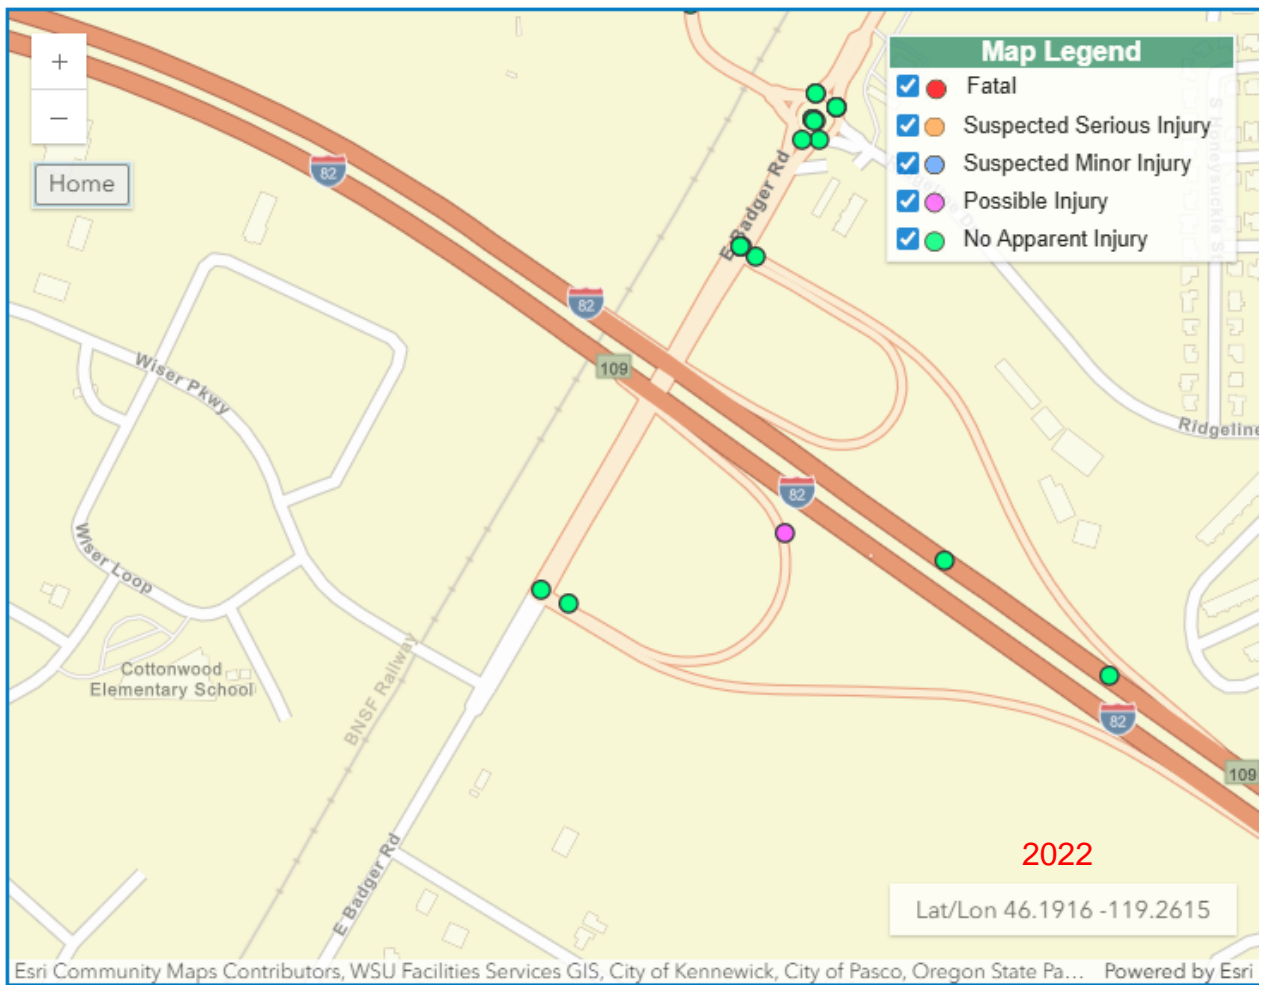 +
−
Home
Map Legend
Fatal
Suspected Serious Injury
Suspected Minor Injury
Possible Injury
No Apparent Injury
82
82
109
82
82
109
E Badger Rd
S Honeysuckle St
Ridgeline
Wiser Pkwy
Wiser Loop
Cottonwood
Elementary School
BNSF Railway
E Badger Rd
2022
Lat/Lon 46.1916 -119.2615
Esri Community Maps Contributors, WSU Facilities Services GIS, City of Kennewick, City of Pasco, Oregon State Pa... Powered by Esri